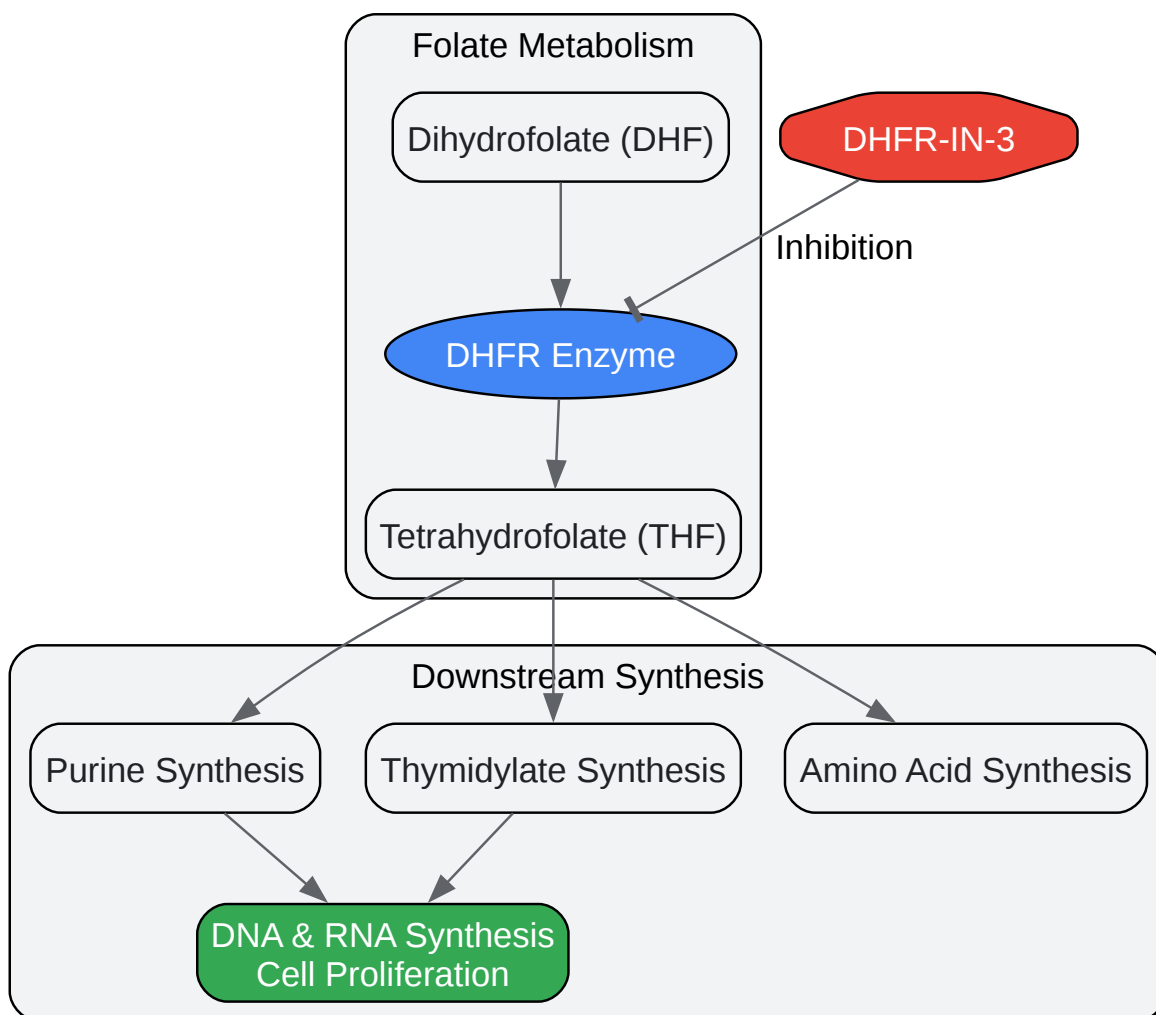 Folate Metabolism
Dihydrofolate (DHF)
DHFR-IN-3
Inhibition
DHFR Enzyme
Tetrahydrofolate (THF)
Downstream Synthesis
Purine Synthesis
Thymidylate Synthesis
Amino Acid Synthesis
DNA & RNA Synthesis
Cell Proliferation